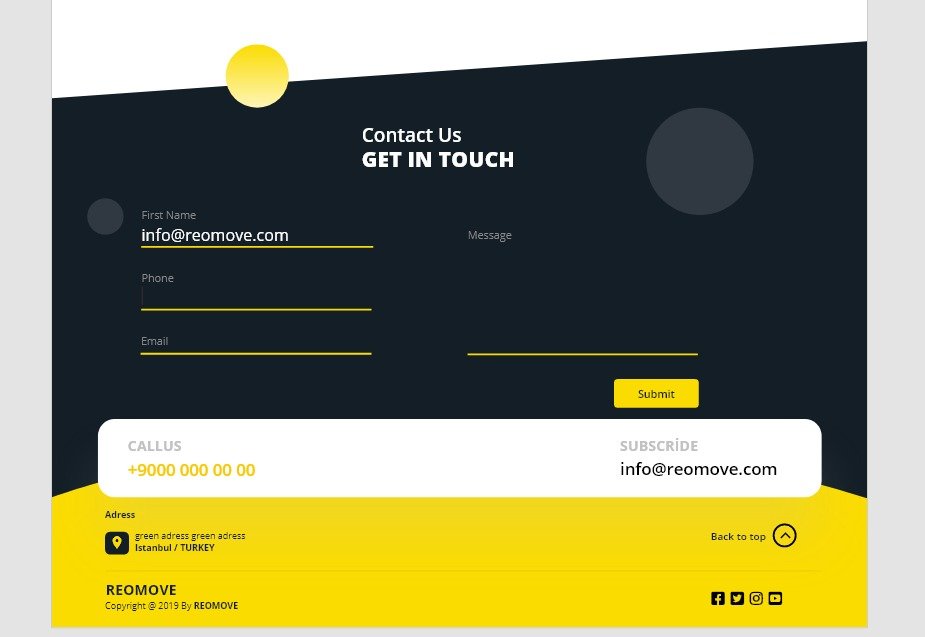 Contact Us
GET IN TOUCH
First Name
info@reomove.com
Message
Phone
Email
Submit
CALLUS
+9000 000 00 00
SUBSCRİDE
info@reomove.com
Adress
green adress green adress
Istanbul / TURKEY
Back to top
REOMOVE
Copyright @ 2019 By REOMOVE